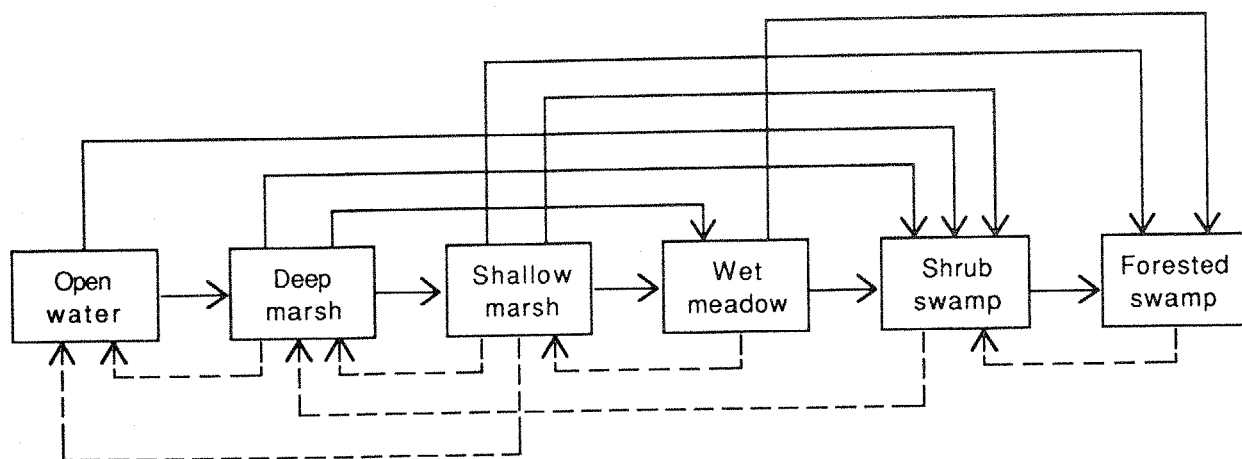 Open
water
Deep
marsh
Shallow
marsh
Wet
meadow
Shrub
swamp
Forested
swamp